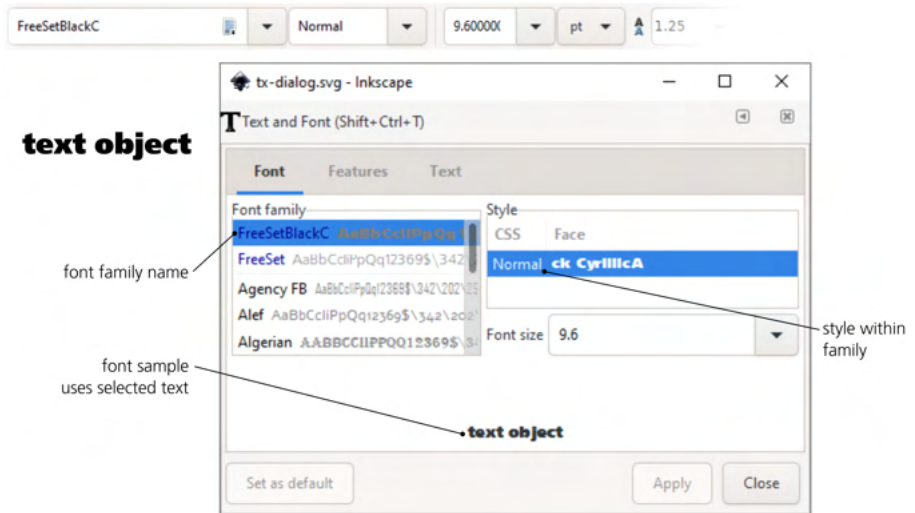 FreeSetBlackC Normal 9.60000( pt 1.25
tx-dialog.svg - Inkscape
Text and Font (Shift+Ctrl+T)
text object
Font Features Text
Font family
Style
FreeSetBlackC AaBbCcIiPpQq1
CSS Face
FreeSet AaBbCcIiPpQq12369$\342
Normal ck CyrIIIIcA
font family name
Agency FB AaBbCcIiPpQq12369$\342\202\25
Alef AaBbCcIiPpQq12369$\342\202
Algerian AABBCCIIPPQQ12369$\3
Font size 9.6
style within
family
font sample
uses selected text
text object
Set as default Apply Close